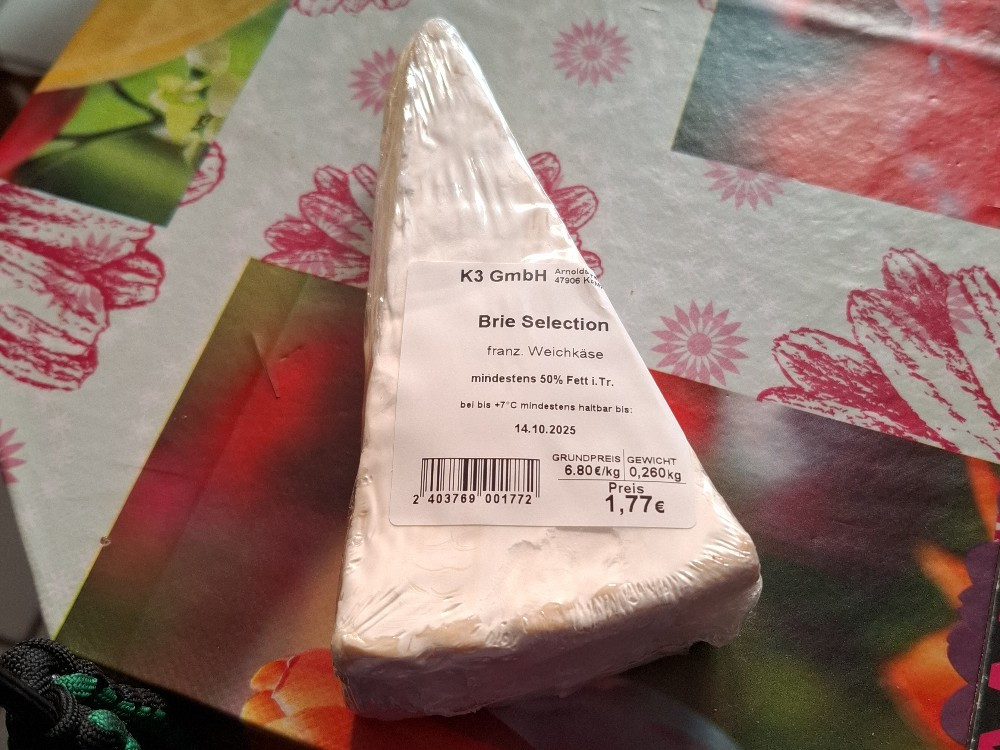 K3 GmbH
47906
Brie Selection
franz. Weichkäse
mindestens 50% Fett i.Tr.
bei bis +7°C mindestens haltbar bis:
14.10.2025
GRUNDPREIS GEWICHT
6.80€/kg 0,260kg
Preis
1,77€
2 403769 001772